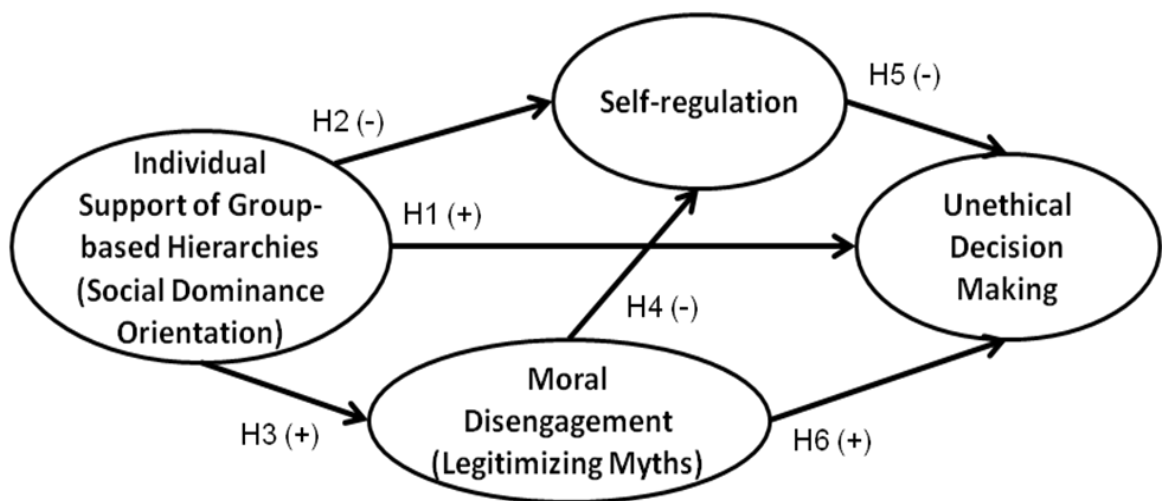 Self-regulation
H5 (-)
H2 (-)
Individual
Support of Group-
based Hierarchies
(Social Dominance
Orientation)
H1 (+)
Unethical
Decision
Making
H4 (-)
Moral
Disengagement
(Legitimizing Myths)
H3 (+)
H6 (+)